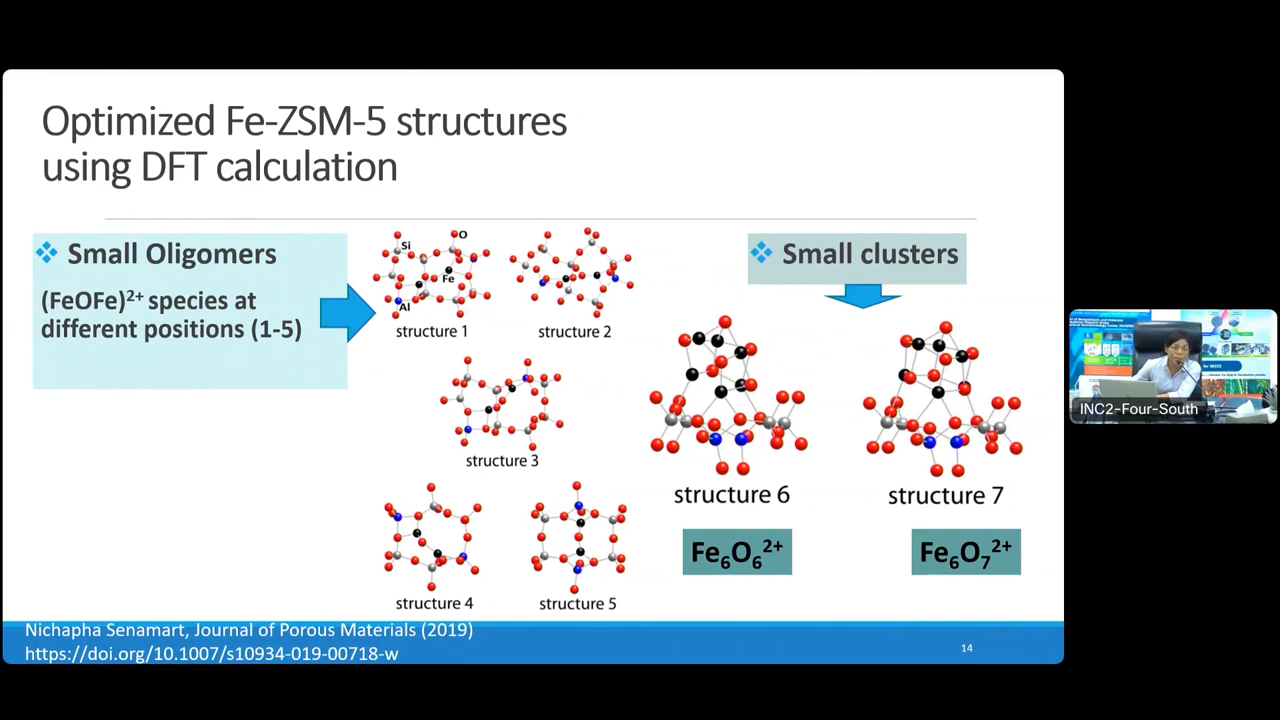 Optimized Fe-ZSM-5 structures
using DFT calculation
❖ Small Oligomers
(FeOFe)²⁺ species at
different positions (1-5)
Si
O
Fe
Al
structure 1
structure 2
structure 3
structure 4
structure 5
❖ Small clusters
structure 6
structure 7
Fe₆O₆²⁺
Fe₆O₇²⁺
INC2-Four-South
Nichapha Senamart, Journal of Porous Materials (2019)
https://doi.org/10.1007/s10934-019-00718-w
14